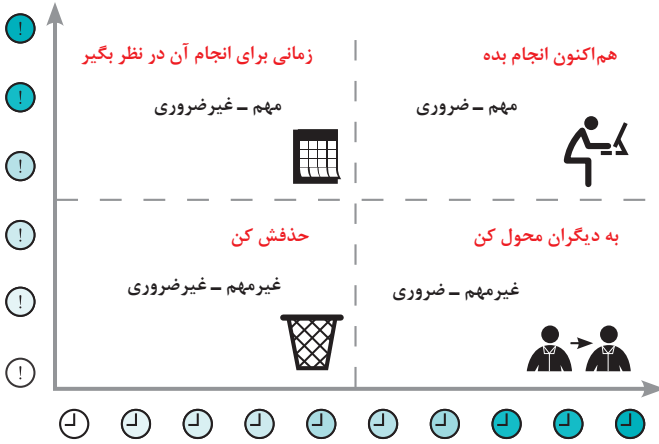 هم‌اکنون انجام بده
مهم ـ ضروری
زمانی برای انجام آن در نظر بگیر
مهم ـ غیرضروری
به دیگران محول کن
غیرمهم ـ ضروری
حذفش کن
غیرمهم ـ غیرضروری
!
!
!
!
!
!